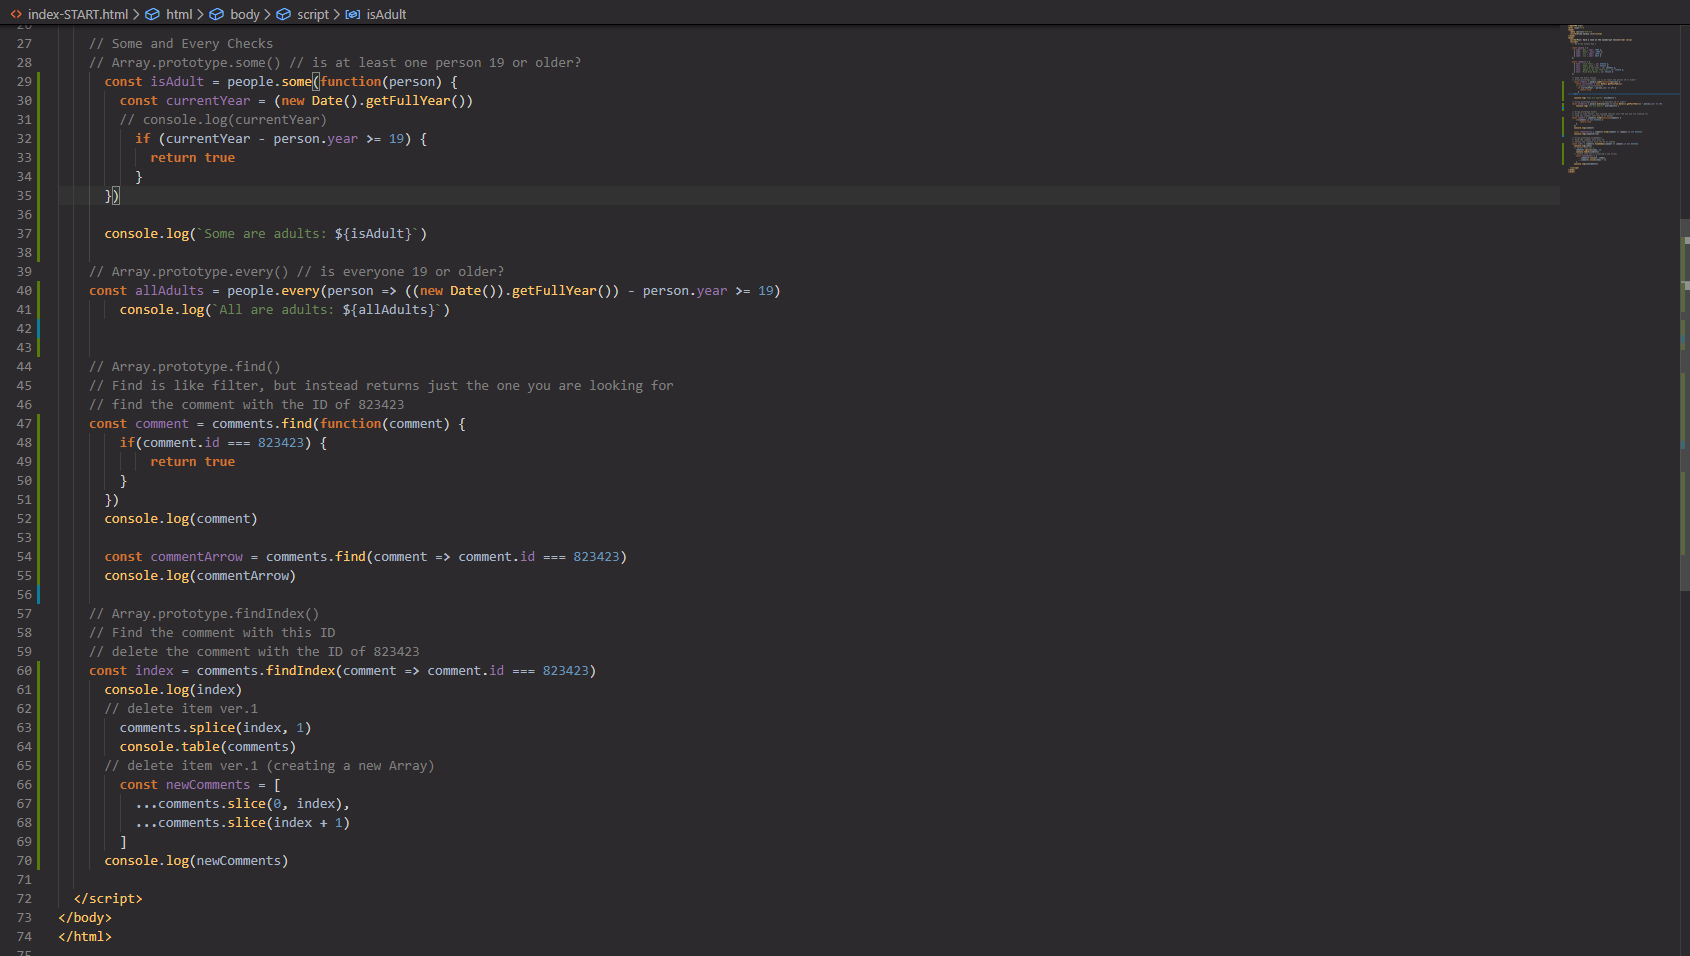 index-START.html > html > body > script > isAdult
26
27 // Some and Every Checks
28 // Array.prototype.some() // is at least one person 19 or older?
29 const isAdult = people.some(function(person) {
30 const currentYear = (new Date().getFullYear())
31 // console.log(currentYear)
32 if (currentYear - person.year >= 19) {
33 return true
34 }
35 })
36
37 console.log(`Some are adults: ${isAdult}`)
38
39 // Array.prototype.every() // is everyone 19 or older?
40 const allAdults = people.every(person => ((new Date()).getFullYear()) - person.year >= 19)
41 console.log(`All are adults: ${allAdults}`)
42
43
44 // Array.prototype.find()
45 // Find is like filter, but instead returns just the one you are looking for
46 // find the comment with the ID of 823423
47 const comment = comments.find(function(comment) {
48 if(comment.id === 823423) {
49 return true
50 }
51 })
52 console.log(comment)
53
54 const commentArrow = comments.find(comment => comment.id === 823423)
55 console.log(commentArrow)
56
57 // Array.prototype.findIndex()
58 // Find the comment with this ID
59 // delete the comment with the ID of 823423
60 const index = comments.findIndex(comment => comment.id === 823423)
61 console.log(index)
62 // delete item ver.1
63 comments.splice(index, 1)
64 console.table(comments)
65 // delete item ver.1 (creating a new Array)
66 const newComments = [
67 ...comments.slice(0, index),
68 ...comments.slice(index + 1)
69 ]
70 console.log(newComments)
71
72 </script>
73 </body>
74 </html>
75